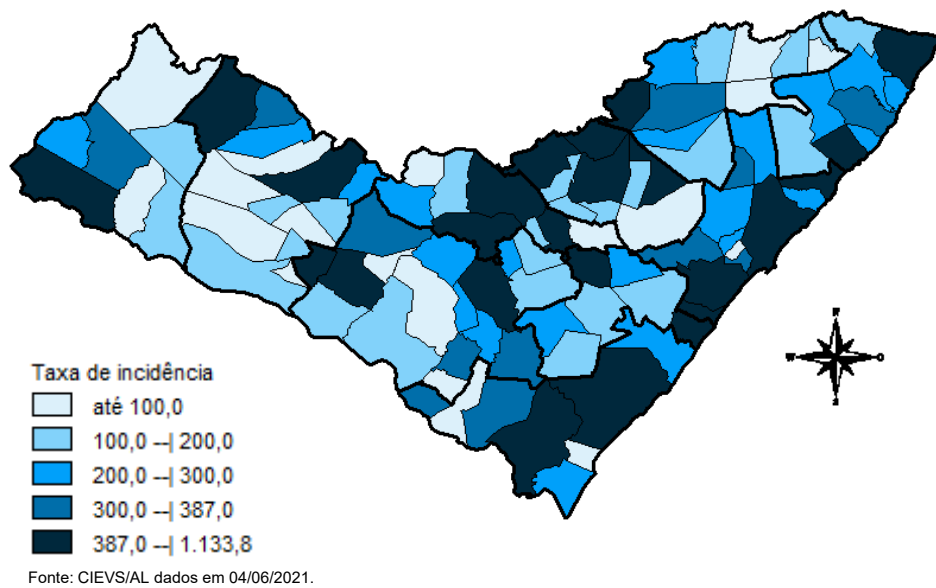 N
W O
S
Taxa de incidência
até 100,0
100,0 --| 200,0
200,0 --| 300,0
300,0 --| 387,0
387,0 --| 1.133,8
Fonte: CIEVS/AL dados em 04/06/2021.